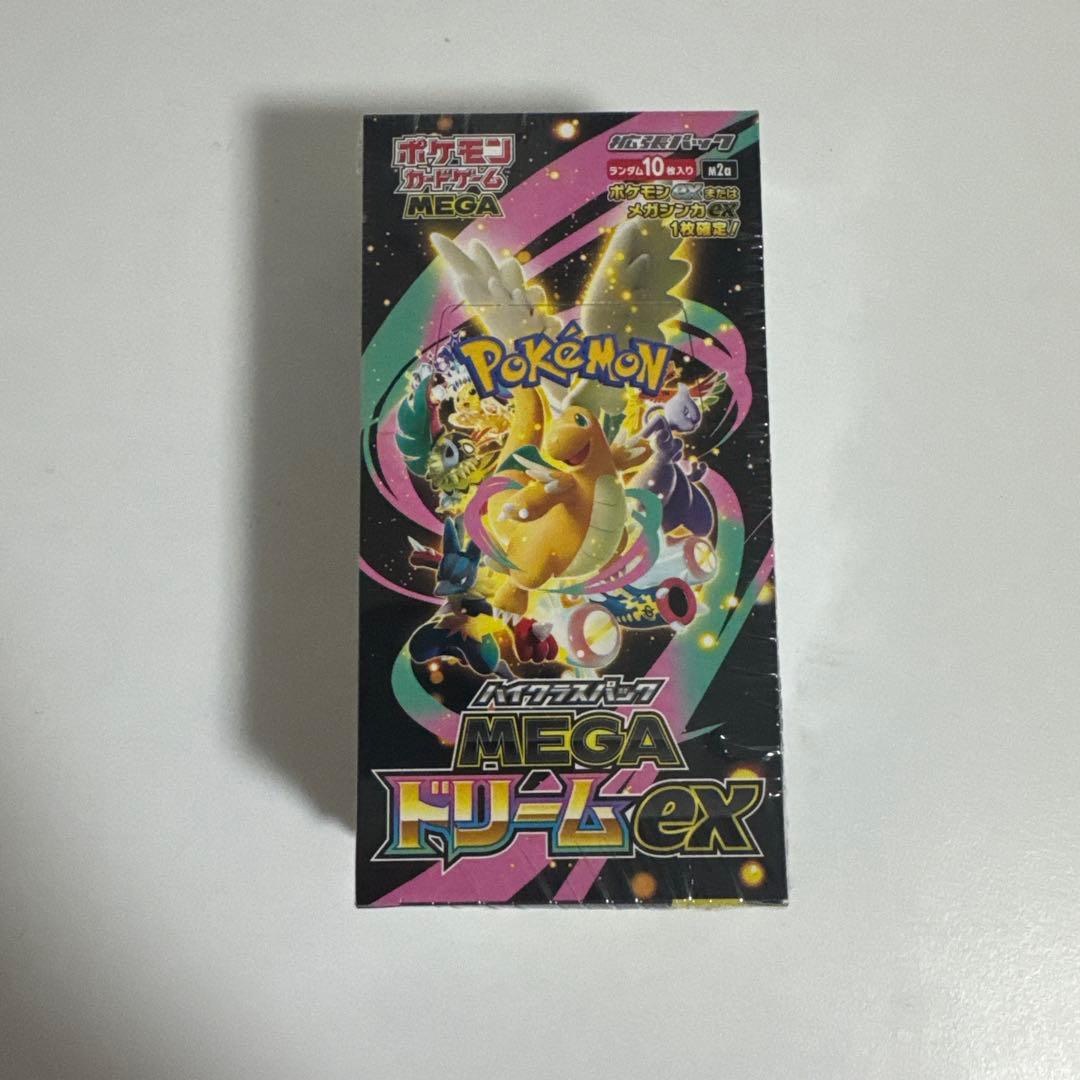 ポケモン
カードゲーム
MEGA
拡張パック
ランダム10枚入り M2a
ポケモンexまたは
メガシンカex
1枚確定!
POKéMON
TM
ハイクラスパック
MEGA
ドリームex